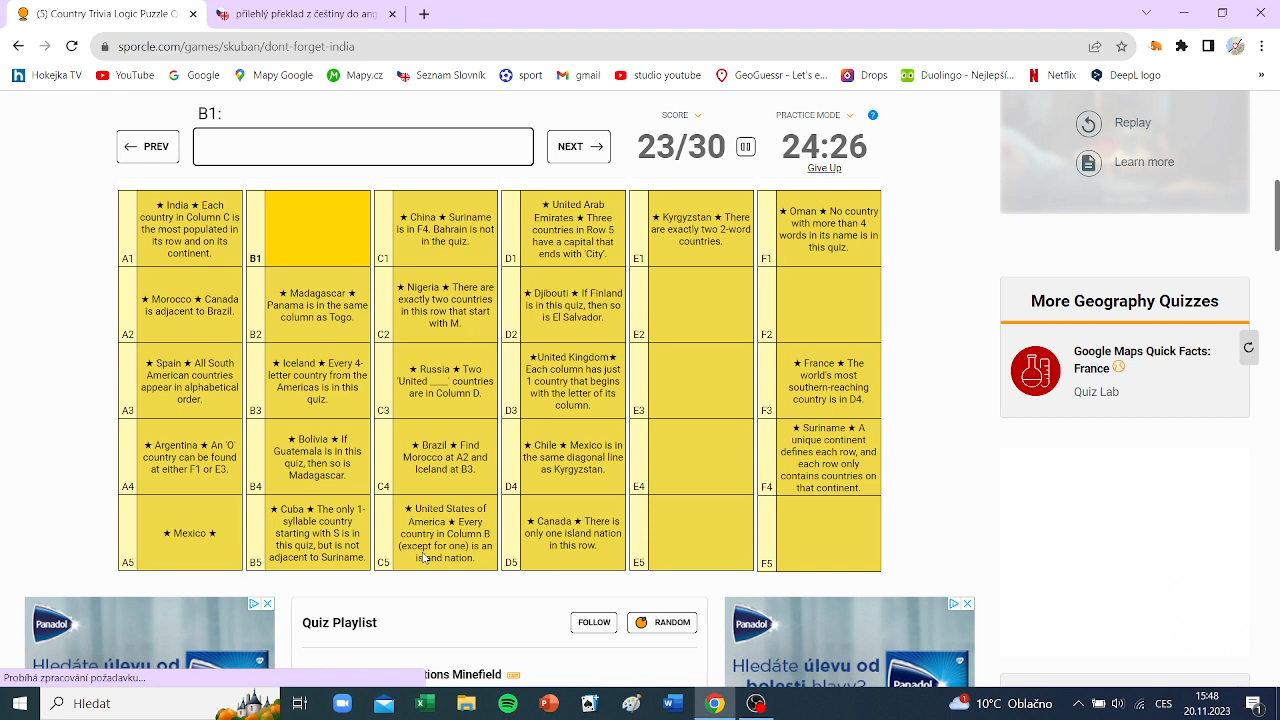 (5) Country Trivia Logic Puzzle Q
německý překlad z češtiny do an
sporcle.com/games/skuban/dont-forget-india
Hokejka TV
YouTube
Google
Mapy Google
Mapy.cz
Seznam Slovník
sport
gmail
studio youtube
GeoGuessr - Let's e...
Drops
Duolingo - Nejlepší...
Netflix
DeepL logo
»
B1:
PREV
NEXT
SCORE
23/30
PRACTICE MODE
?
24:26
Give Up
★ India ★ Each
country in Column C is
the most populated in
its row and on its
continent.
A1
B1
★ China ★ Suriname
is in F4. Bahrain is not
in the quiz.
C1
★ United Arab
Emirates ★ Three
countries in Row 5
have a capital that
ends with 'City'.
D1
★ Kyrgyzstan ★ There
are exactly two 2-word
countries.
E1
★ Oman ★ No country
with more than 4
words in its name is in
this quiz.
F1
★ Morocco ★ Canada
is adjacent to Brazil.
A2
★ Madagascar ★
Panama is in the same
column as Togo.
B2
★ Nigeria ★ There are
exactly two countries
in this row that start
with M.
C2
★ Djibouti ★ If Finland
is in this quiz, then so
is El Salvador.
D2
E2
F2
★ Spain ★ All South
American countries
appear in alphabetical
order.
A3
★ Iceland ★ Every 4-
letter country from the
Americas is in this
quiz.
B3
★ Russia ★ Two
'United ____' countries
are in Column D.
C3
★United Kingdom★
Each column has just
1 country that begins
with the letter of its
column.
D3
E3
★ France ★ The
world's most
southern-reaching
country is in D4.
F3
★ Argentina ★ An 'O'
country can be found
at either F1 or E3.
A4
★ Bolivia ★ If
Guatemala is in this
quiz, then so is
Madagascar.
B4
★ Brazil ★ Find
Morocco at A2 and
Iceland at B3.
C4
★ Chile ★ Mexico is in
the same diagonal line
as Kyrgyzstan.
D4
E4
★ Suriname ★ A
unique continent
defines each row, and
each row only
contains countries on
that continent.
F4
★ Mexico ★
A5
★ Cuba ★ The only 1-
syllable country
starting with S is in
this quiz, but is not
adjacent to Suriname.
B5
★ United States of
America ★ Every
country in Column B
(except for one) is an
island nation.
C5
★ Canada ★ There is
only one island nation
in this row.
D5
E5
F5
Replay
Learn more
More Geography Quizzes
Google Maps Quick Facts:
France
Quiz Lab
Panadol
Hledáte úlevu od
Quiz Playlist
FOLLOW
RANDOM
tions Minefield
Panadol
Hledáte úlevu od
bolesti hlavy?
Panadol
Probíhá zpracování požadavku...
Hledat
10°C Oblačno
CES
15:48
20.11.2023